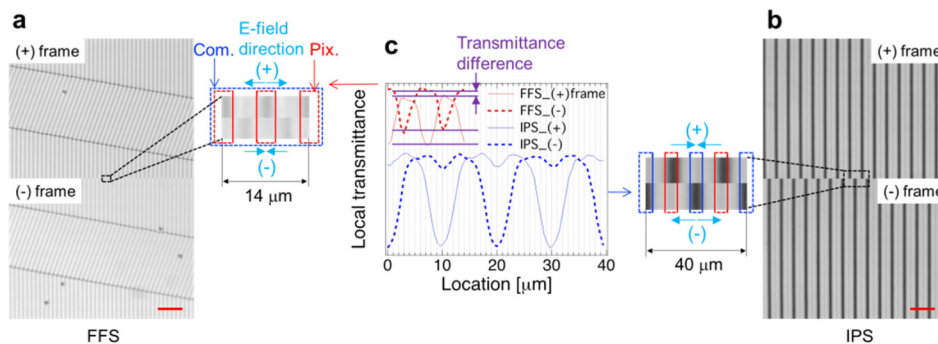 a
(+) frame
(-) frame
FFS
E-field
direction
Com.
Pix.
(+)
(-)
14 μm
c
Transmittance
difference
FFS_(+)frame
FFS_(-)
IPS_(+)
IPS_(-)
Local transmittance
0 10 20 30 40
Location [μm]
(+)
(-)
40 μm
b
(+) frame
(-) frame
IPS